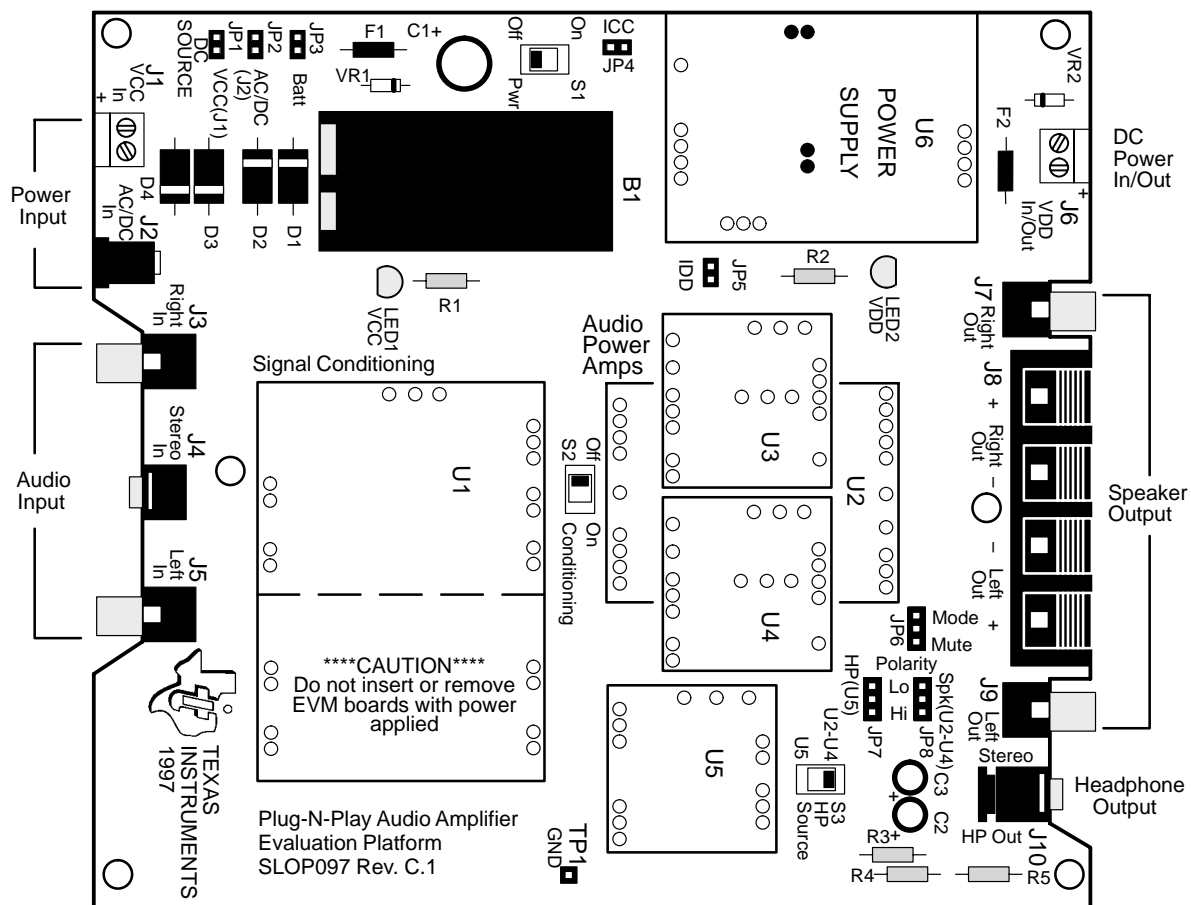 DC
SOURCE
JP1
VCC(J1)
JP2
AC/DC
(J2)
JP3
Batt
F1
VR1
C1+
Off
On
Pwr
S1
ICC
JP4
U6
POWER
SUPPLY
VR2
F2
J1
VCC
In
+
Power
Input
D4
D3
D2
D1
B1
J6
VDD
In/Out
+
DC
Power
In/Out
J2
AC/DC
In
LED1
VCC
R1
IDD
JP5
R2
LED2
VDD
J3
Right
In
J7
Right
Out
Signal Conditioning
Audio
Power
Amps
U1
U3
U2
U4
J4
Stereo
In
Audio
Input
J5
Left
In
Off
S2
On
Conditioning
J8
+
Right
Out
–
–
Left
Out
+
Speaker
Output
JP6
Mode
Mute
Polarity
HP(U5)
Lo
Hi
JP7
Spk(U2-U4)
JP8
J9
Left
Out
****CAUTION****
Do not insert or remove
EVM boards with power
applied
TEXAS
INSTRUMENTS
1997
U5
U2-U4
U5
S3
HP
Source
C3
+
C2
Stereo
HP Out
J10
Headphone
Output
Plug-N-Play Audio Amplifier
Evaluation Platform
SLOP097 Rev. C.1
TP1
GND
R3+
R4
R5